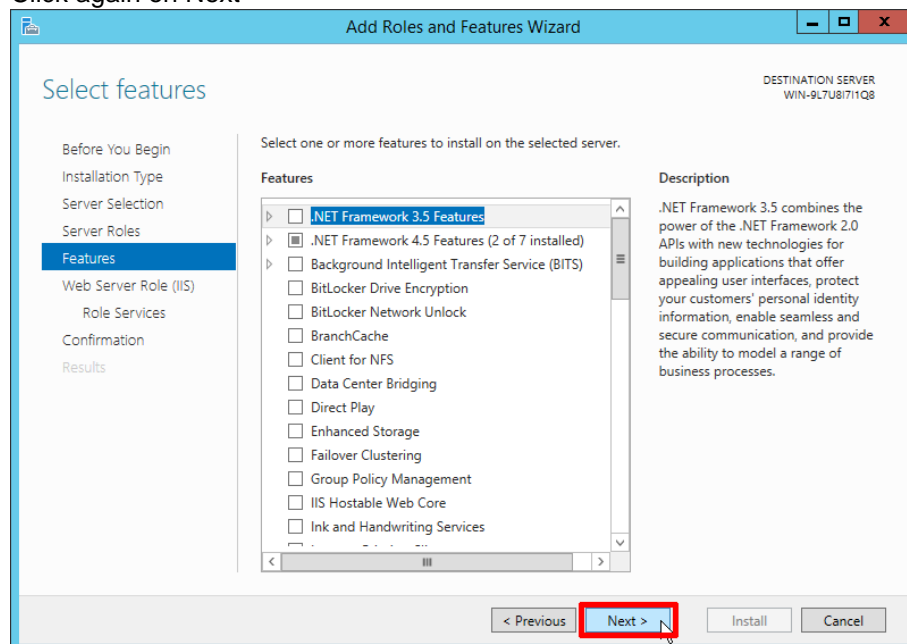 Click again on Next
Add Roles and Features Wizard
Select features
DESTINATION SERVER
WIN-9L7U8I7I1Q8
Before You Begin
Installation Type
Server Selection
Server Roles
Features
Web Server Role (IIS)
Role Services
Confirmation
Results
Select one or more features to install on the selected server.
Features
.NET Framework 3.5 Features
.NET Framework 4.5 Features (2 of 7 installed)
Background Intelligent Transfer Service (BITS)
BitLocker Drive Encryption
BitLocker Network Unlock
BranchCache
Client for NFS
Data Center Bridging
Direct Play
Enhanced Storage
Failover Clustering
Group Policy Management
IIS Hostable Web Core
Ink and Handwriting Services
Description
.NET Framework 3.5 combines the
power of the .NET Framework 2.0
APIs with new technologies for
building applications that offer
appealing user interfaces, protect
your customers' personal identity
information, enable seamless and
secure communication, and provide
the ability to model a range of
business processes.
< Previous
Next >
Install
Cancel